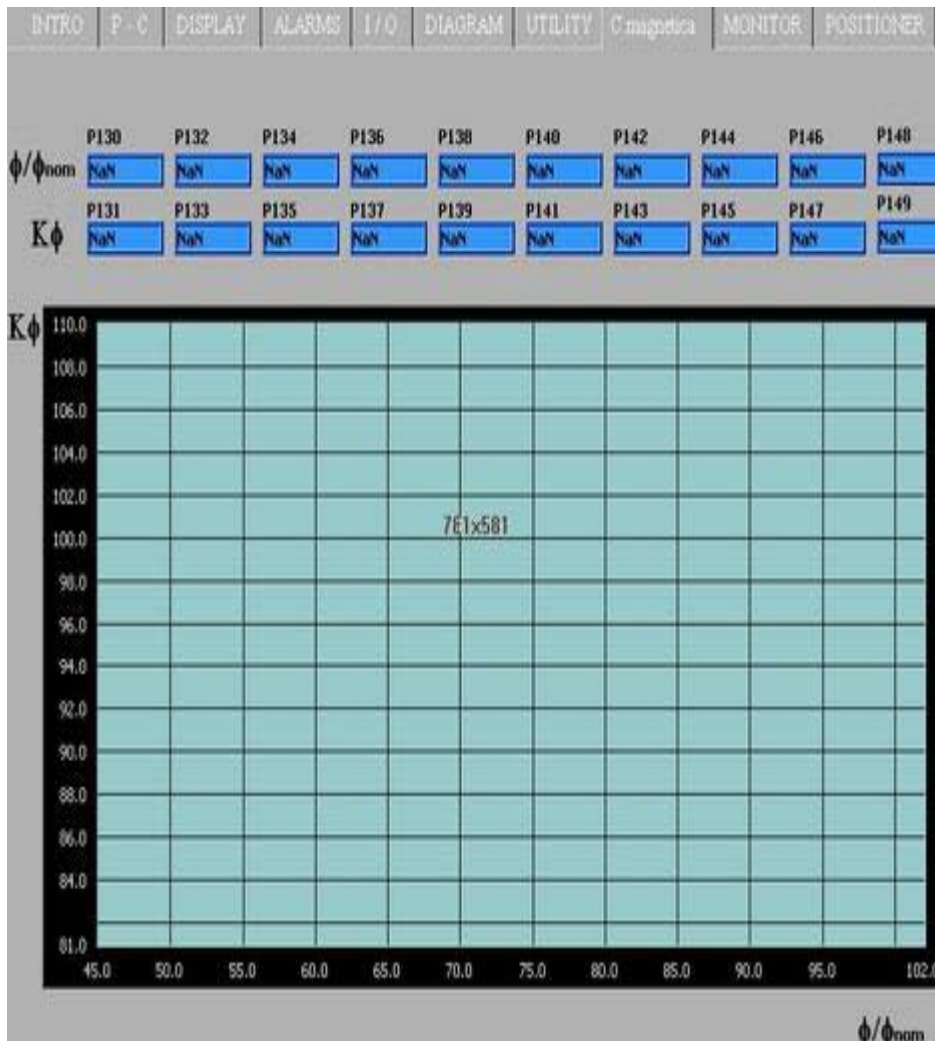 INTRO P - C DISPLAY ALARMS I / O DIAGRAM UTILITY C.magnetica MONITOR POSITIONER
P130 P132 P134 P136 P138 P140 P142 P144 P146 P148
ϕ/ϕnom NaN NaN NaN NaN NaN NaN NaN NaN NaN NaN
P131 P133 P135 P137 P139 P141 P143 P145 P147 P149
Kϕ NaN NaN NaN NaN NaN NaN NaN NaN NaN NaN
Kϕ
110.0
108.0
106.0
104.0
102.0
7E1x581
100.0
98.0
96.0
94.0
92.0
90.0
88.0
86.0
84.0
81.0
45.0 50.0 55.0 60.0 65.0 70.0 75.0 80.0 85.0 90.0 95.0 102.
ϕ/ϕnom